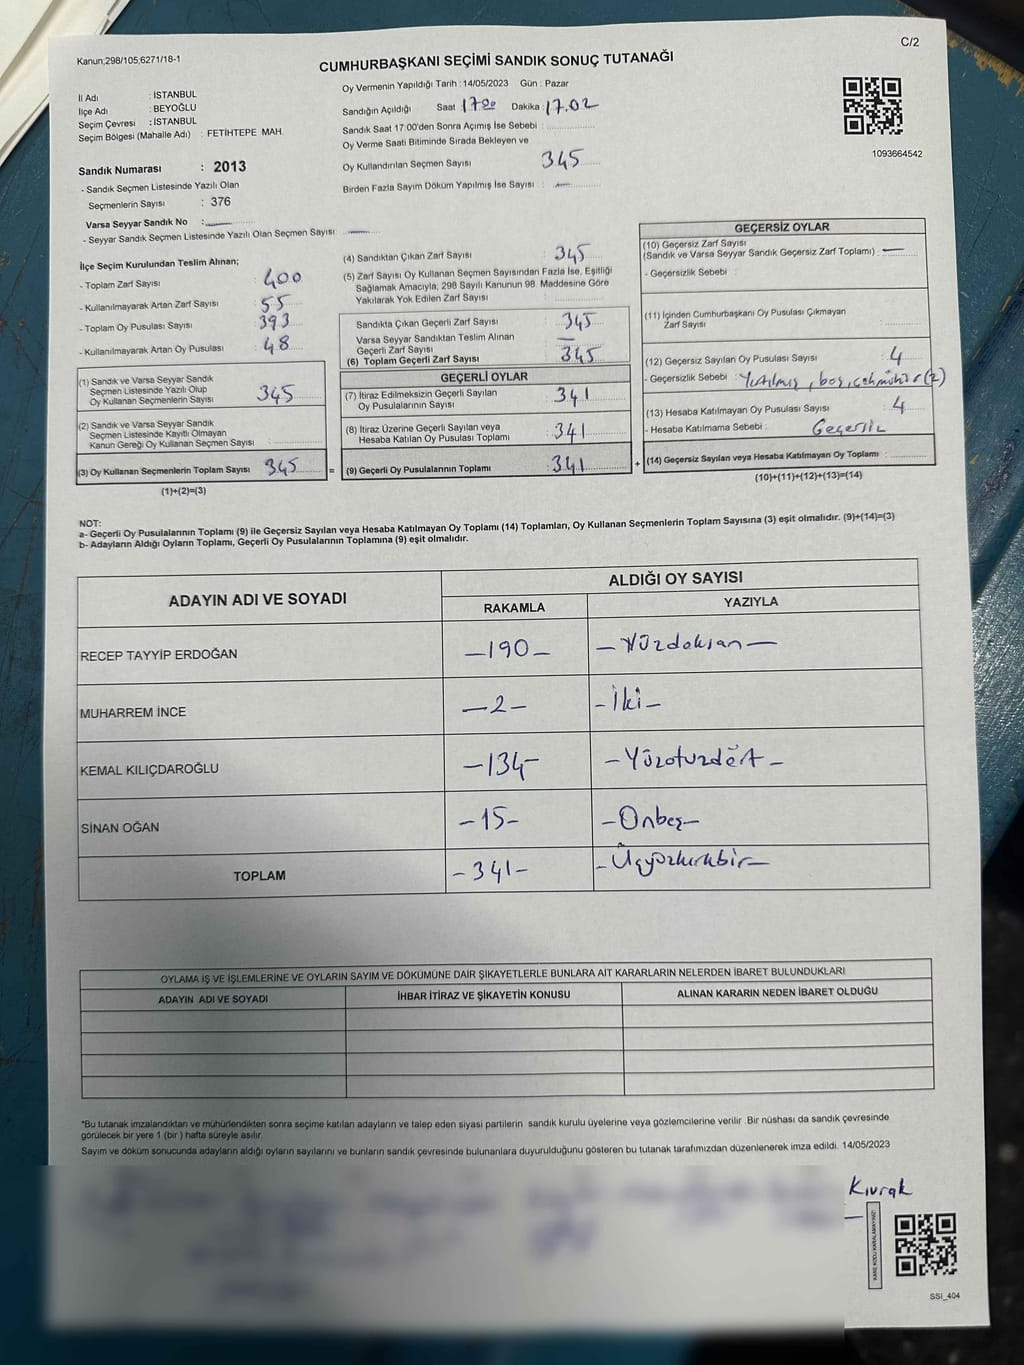 Kanun;298/105;6271/18-1
C/2
CUMHURBAŞKANI SEÇİMİ SANDIK SONUÇ TUTANAĞI
İl Adı : İSTANBUL
İlçe Adı : BEYOĞLU
Seçim Çevresi : İSTANBUL
Seçim Bölgesi (Mahalle Adı) : FETİHTEPE MAH.
Sandık Numarası : 2013
- Sandık Seçmen Listesinde Yazılı Olan
Seçmenlerin Sayısı : 376
Varsa Seyyar Sandık No :
- Seyyar Sandık Seçmen Listesinde Yazılı Olan Seçmen Sayısı
Oy Vermenin Yapıldığı Tarih : 14/05/2023 Gün : Pazar
Sandığın Açıldığı Saat 17.00 Dakika : 17.02
Sandık Saat 17.00'den Sonra Açımış İse Sebebi :
Oy Verme Saati Bitiminde Sırada Bekleyen ve
Oy Kullandırılan Seçmen Sayısı 345
Birden Fazla Sayım Döküm Yapılmış İse Sayısı :
1093664542
İlçe Seçim Kurulundan Teslim Alınan;
- Toplam Zarf Sayısı : 400
- Kullanılmayarak Artan Zarf Sayısı : 55
- Toplam Oy Pusulası Sayısı : 393
- Kullanılmayarak Artan Oy Pusulası : 48
(1) Sandık ve Varsa Seyyar Sandık
Seçmen Listesinde Yazılı Olup
Oy Kullanan Seçmenlerin Sayısı : 345
(2) Sandık ve Varsa Seyyar Sandık
Seçmen Listesinde Kayıtlı Olmayan
Kanun Gereği Oy Kullanan Seçmen Sayısı :
(3) Oy Kullanan Seçmenlerin Toplam Sayısı 345
(1)+(2)=(3)
=
(4) Sandıktan Çıkan Zarf Sayısı : 345
(5) Zarf Sayısı Oy Kullanan Seçmen Sayısından Fazla İse, Eşitliği
Sağlamak Amacıyla, 298 Sayılı Kanunun 98. Maddesine Göre
Yakılarak Yok Edilen Zarf Sayısı :
Sandıkta Çıkan Geçerli Zarf Sayısı : 345
Varsa Seyyar Sandıktan Teslim Alınan
Geçerli Zarf Sayısı
(6) Toplam Geçerli Zarf Sayısı : 345
GEÇERLİ OYLAR
(7) İtiraz Edilmeksizin Geçerli Sayılan
Oy Pusulalarının Sayısı : 341
(8) İtiraz Üzerine Geçerli Sayılan veya
Hesaba Katılan Oy Pusulası Toplamı : 341
(9) Geçerli Oy Pusulalarının Toplamı : 341
+
GEÇERSİZ OYLAR
(10) Geçersiz Zarf Sayısı
(Sandık ve Varsa Seyyar Sandık Geçersiz Zarf Toplamı) :
- Geçersizlik Sebebi :
(11) İçinden Cumhurbaşkanı Oy Pusulası Çıkmayan
Zarf Sayısı :
(12) Geçersiz Sayılan Oy Pusulası Sayısı : 4
- Geçersizlik Sebebi : Yırtılmış, boş, (2)
(13) Hesaba Katılmayan Oy Pusulası Sayısı : 4
- Hesaba Katılmama Sebebi : Geçersiz
(14) Geçersiz Sayılan veya Hesaba Katılmayan Oy Toplamı :
(10)+(11)+(12)+(13)=(14)
NOT:
a- Geçerli Oy Pusulalarının Toplamı (9) ile Geçersiz Sayılan veya Hesaba Katılmayan Oy Toplamı (14) Toplamları, Oy Kullanan Seçmenlerin Toplam Sayısına (3) eşit olmalıdır. (9)+(14)=(3)
b- Adayların Aldığı Oyların Toplamı, Geçerli Oy Pusulalarının Toplamına (9) eşit olmalıdır.
ADAYIN ADI VE SOYADI
ALDIĞI OY SAYISI
RAKAMLA YAZIYLA
RECEP TAYYİP ERDOĞAN -190- - Yüzdoksan -
MUHARREM İNCE -2- - İki -
KEMAL KILIÇDAROĞLU -134- - Yüzotuzdört -
SİNAN OĞAN -15- - Onbeş -
TOPLAM -341- - Üçyüzkırkbir -
OYLAMA İŞ VE İŞLEMLERİNE VE OYLARIN SAYIM VE DÖKÜMÜNE DAİR ŞİKAYETLERLE BUNLARA AİT KARARLARIN NELERDEN İBARET BULUNDUKLARI
ADAYIN ADI VE SOYADI İHBAR İTİRAZ VE ŞİKAYETİN KONUSU ALINAN KARARIN NEDEN İBARET OLDUĞU
*Bu tutanak imzalandıktan ve mühürlendikten sonra seçime katılan adayların ve talep eden siyasi partilerin sandık kurulu üyelerine veya gözlemcilerine verilir .Bir nüshası da sandık çevresinde
görülecek bir yere 1 (bir ) hafta süreyle asılır.
Sayım ve döküm sonucunda adayların aldığı oyların sayılarını ve bunların sandık çevresinde bulunanlara duyurulduğunu gösteren bu tutanak tarafımızdan düzenlenerek imza edildi. 14/05/2023
Kıvrak
KARE KODU KARALAMAYINIZ!
SSI_404